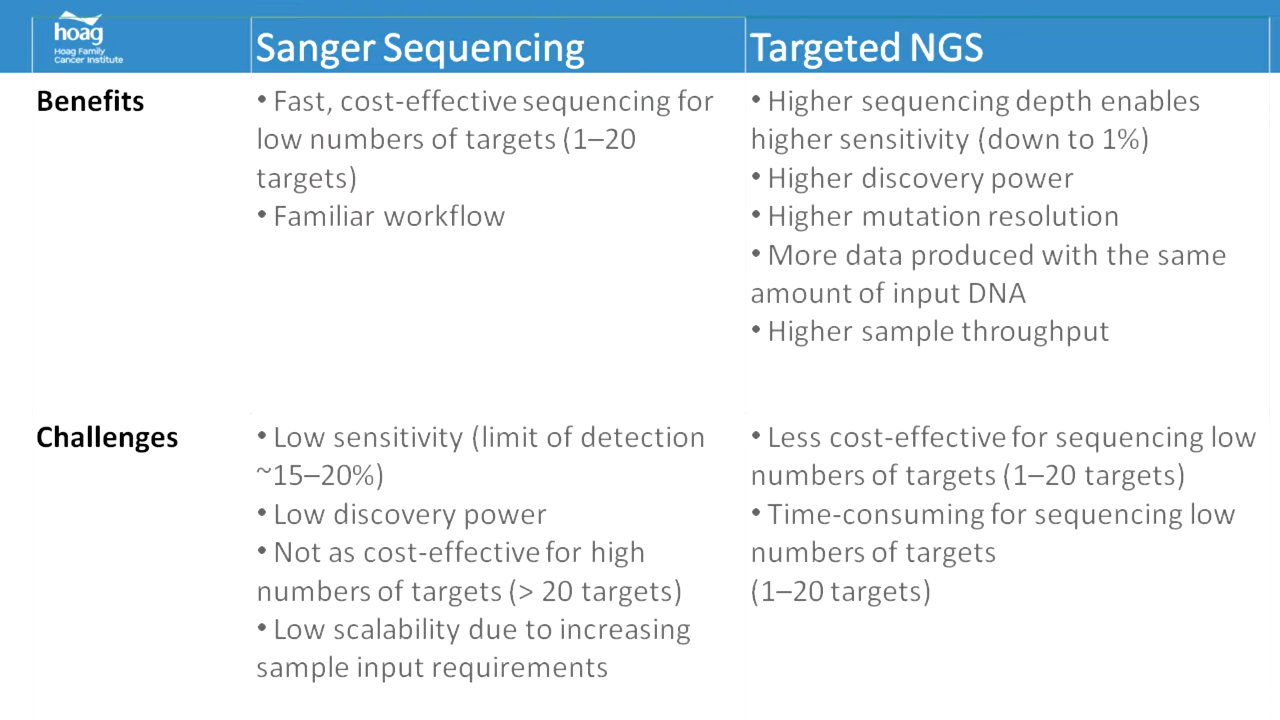 hoag
Hoag Family
Cancer Institute
Sanger Sequencing
Targeted NGS
Benefits
• Fast, cost-effective sequencing for
low numbers of targets (1–20
targets)
• Familiar workflow
• Higher sequencing depth enables
higher sensitivity (down to 1%)
• Higher discovery power
• Higher mutation resolution
• More data produced with the same
amount of input DNA
• Higher sample throughput
Challenges
• Low sensitivity (limit of detection
~15–20%)
• Low discovery power
• Not as cost-effective for high
numbers of targets (> 20 targets)
• Low scalability due to increasing
sample input requirements
• Less cost-effective for sequencing low
numbers of targets (1–20 targets)
• Time-consuming for sequencing low
numbers of targets
(1–20 targets)